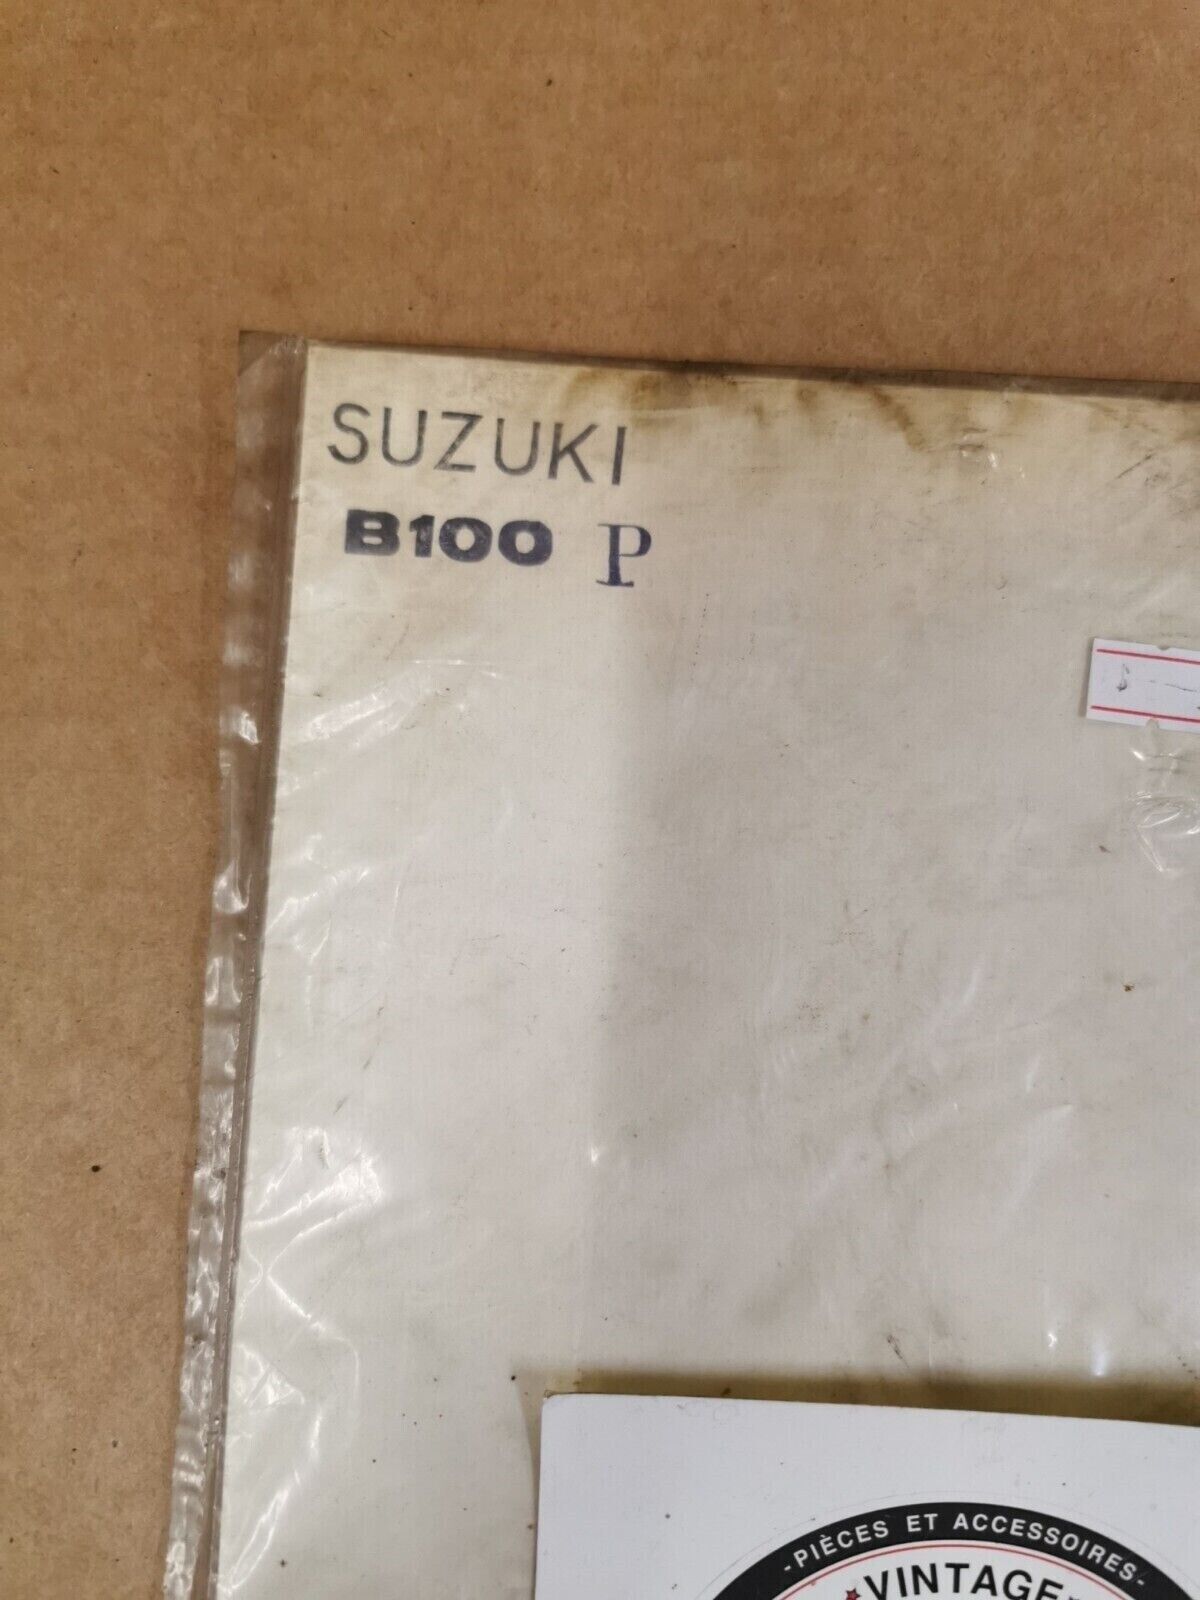 SUZUKI
B100 P
-PIÈCES ET ACCESSOIRES-
VINTAGE